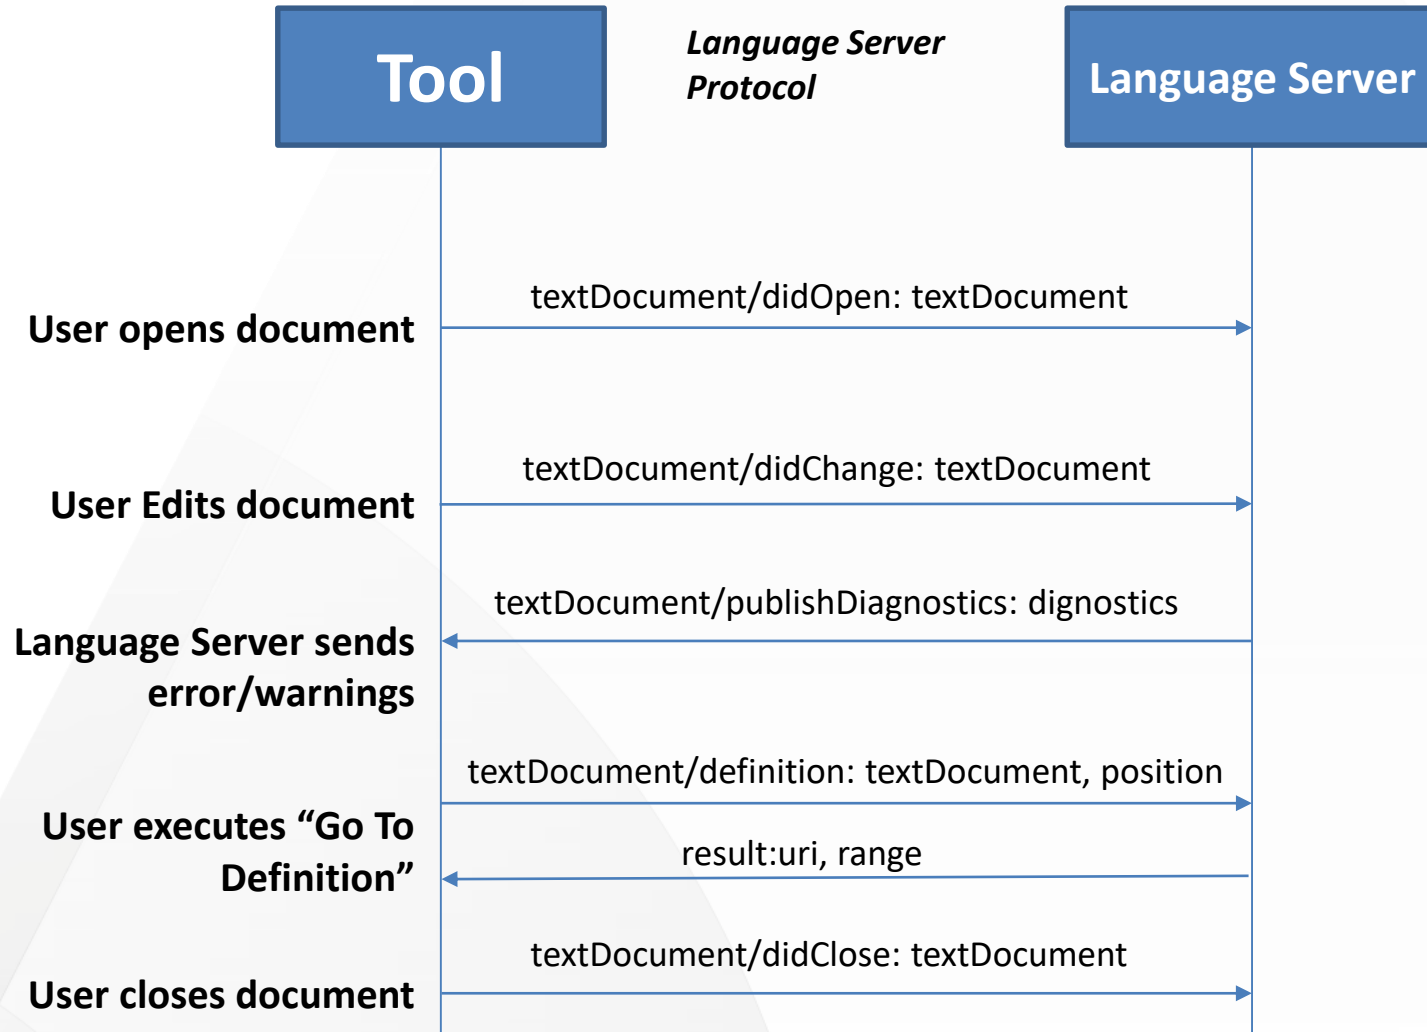 Tool
Language Server
Protocol
Language Server
textDocument/didOpen: textDocument
User opens document
textDocument/didChange: textDocument
User Edits document
textDocument/publishDiagnostics: dignostics
Language Server sends
error/warnings
textDocument/definition: textDocument, position
User executes “Go To
Definition”
result:uri, range
textDocument/didClose: textDocument
User closes document